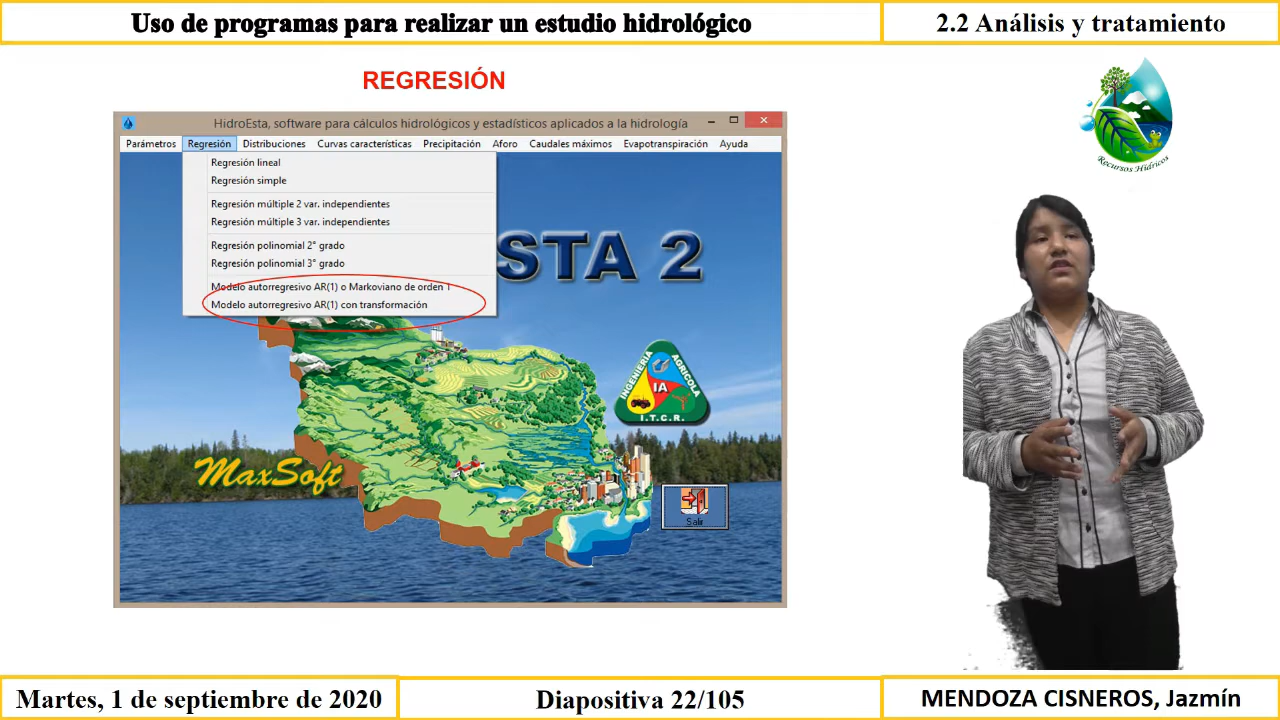 Uso de programas para realizar un estudio hidrológico
2.2 Análisis y tratamiento
REGRESIÓN
Recursos Hídricos
HidroEsta, software para cálculos hidrológicos y estadísticos aplicados a la hidrología
Parámetros Regresión Distribuciones Curvas características Precipitación Aforo Caudales máximos Evapotranspiración Ayuda
Regresión lineal
Regresión simple
Regresión múltiple 2 var. independientes
Regresión múltiple 3 var. independientes
Regresión polinomial 2° grado
Regresión polinomial 3° grado
Modelo autorregresivo AR(1) o Markoviano de orden 1
Modelo autorregresivo AR(1) con transformación
STA 2
INGENIERIA AGRICOLA
IA
I.T.C.R.
MaxSoft
Salir
Martes, 1 de septiembre de 2020
Diapositiva 22/105
MENDOZA CISNEROS, Jazmín